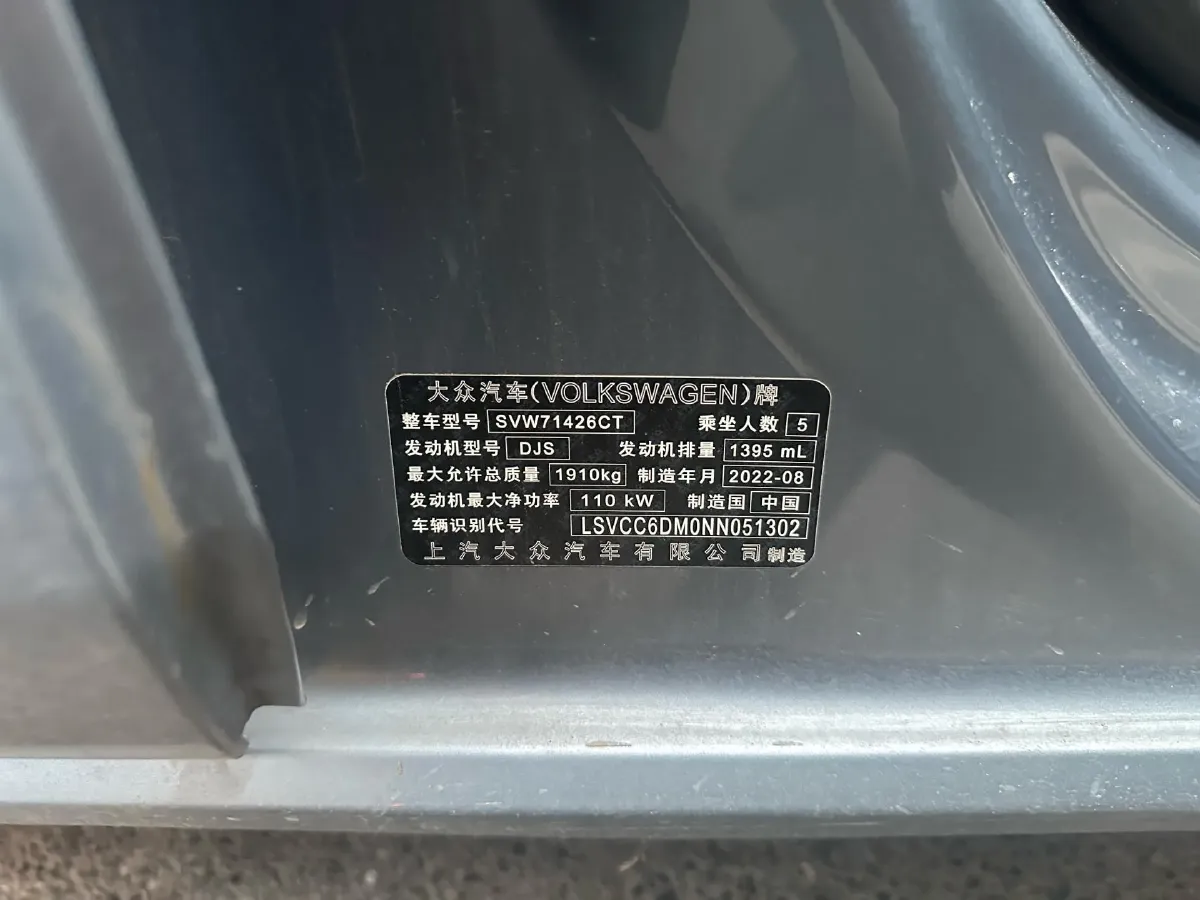 大众汽车(VOLKSWAGEN)牌
整车型号 SVW71426CT 乘坐人数 5
发动机型号 DJS 发动机排量 1395 mL
最大允许总质量 1910kg 制造年月 2022-08
发动机最大净功率 110 kW 制造国 中国
车辆识别代号 LSVCC6DM0NN051302
上汽大众汽车有限公司制造